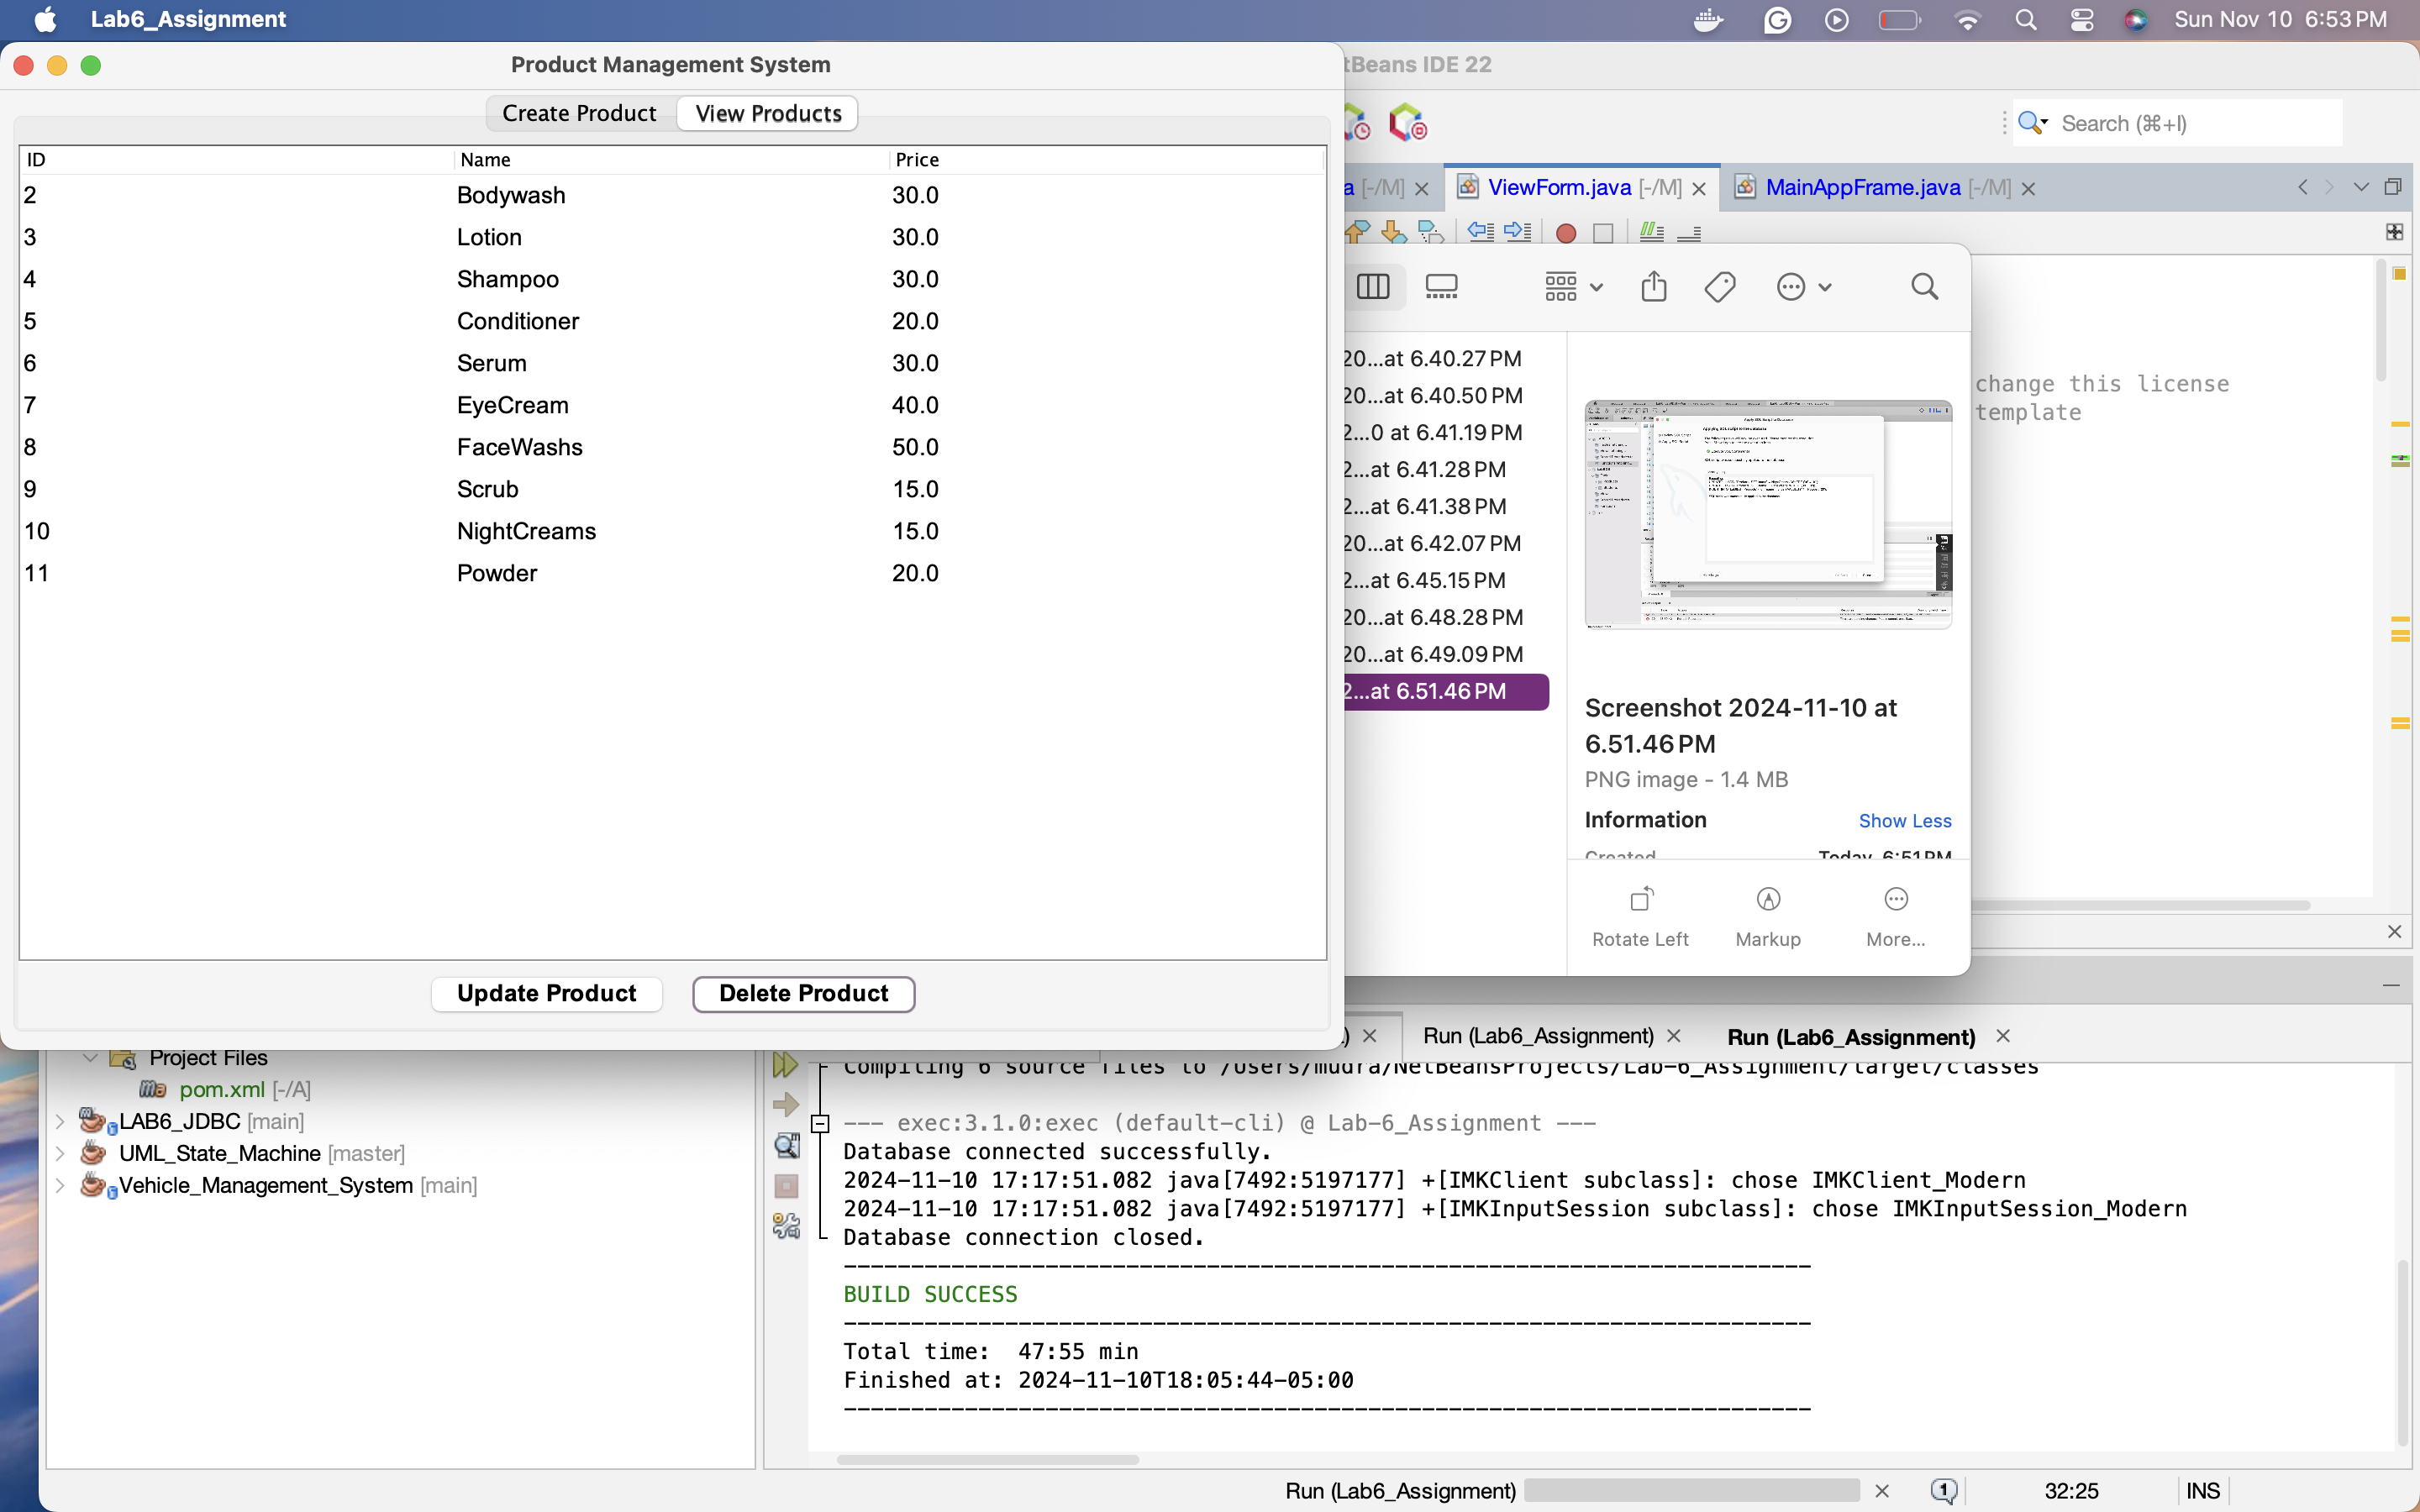 Lab6_Assignment
Sun Nov 10 6:53 PM
Product Management System
tBeans IDE 22
Create Product View Products
Search (⌘+I)
ID Name Price
2 Bodywash 30.0
3 Lotion 30.0
4 Shampoo 30.0
5 Conditioner 20.0
6 Serum 30.0
7 EyeCream 40.0
8 FaceWashs 50.0
9 Scrub 15.0
10 NightCreams 15.0
11 Powder 20.0
Update Product Delete Product
a [-/M] ViewForm.java [-/M] MainAppFrame.java [-/M]
change this license
template
20...at 6.40.27 PM
20...at 6.40.50 PM
2...0 at 6.41.19 PM
2...at 6.41.28 PM
2...at 6.41.38 PM
20...at 6.42.07 PM
2...at 6.45.15 PM
20...at 6.48.28 PM
20...at 6.49.09 PM
2...at 6.51.46 PM
Screenshot 2024-11-10 at
6.51.46 PM
PNG image - 1.4 MB
Information Show Less
Created Today, 6:51 PM
Rotate Left Markup More...
Project Files
pom.xml [-/A]
LAB6_JDBC [main]
UML_State_Machine [master]
Vehicle_Management_System [main]
) Run (Lab6_Assignment) Run (Lab6_Assignment)
Compiling 6 source files to /Users/mudra/NetBeansProjects/Lab-6_Assignment/target/classes
--- exec:3.1.0:exec (default-cli) @ Lab-6_Assignment ---
Database connected successfully.
2024-11-10 17:17:51.082 java[7492:5197177] +[IMKClient subclass]: chose IMKClient_Modern
2024-11-10 17:17:51.082 java[7492:5197177] +[IMKInputSession subclass]: chose IMKInputSession_Modern
Database connection closed.
------------------------------------------------------------------------
BUILD SUCCESS
------------------------------------------------------------------------
Total time:  47:55 min
Finished at: 2024-11-10T18:05:44-05:00
------------------------------------------------------------------------
Run (Lab6_Assignment) 1 32:25 INS